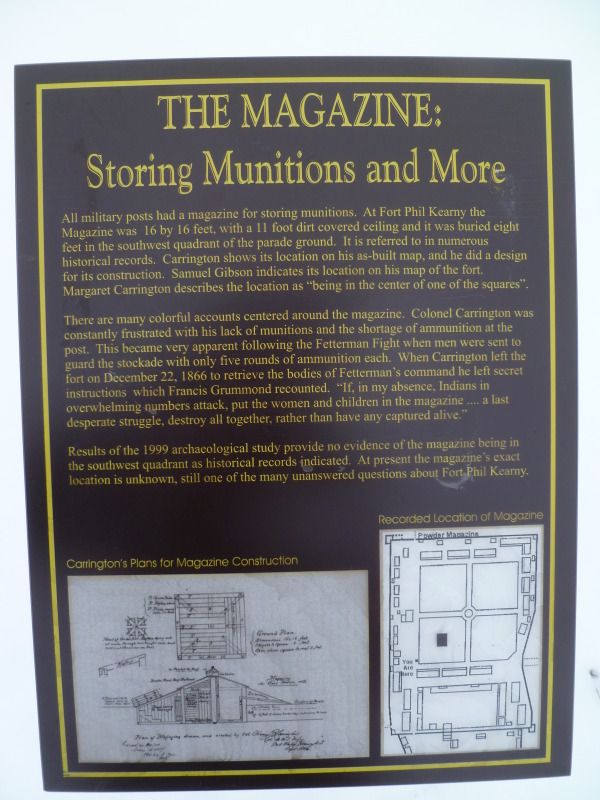 THE MAGAZINE:
Storing Munitions and More
All military posts had a magazine for storing munitions. At Fort Phil Kearny the
Magazine was 16 by 16 feet, with a 11 foot dirt covered ceiling and it was buried eight
feet in the southwest quadrant of the parade ground. It is referred to in numerous
historical records. Carrington shows its location on his as-built map, and he did a design
for its construction. Samuel Gibson indicates its location on his map of the fort.
Margaret Carrington describes the location as “being in the center of one of the squares”.
There are many colorful accounts centered around the magazine. Colonel Carrington was
constantly frustrated with his lack of munitions and the shortage of ammunition at the
post. This became very apparent following the Fetterman Fight when men were sent to
guard the stockade with only five rounds of ammunition each. When Carrington left the
fort on December 22, 1866 to retrieve the bodies of Fetterman’s command he left secret
instructions which Francis Grummond recounted. “If, in my absence, Indians in
overwhelming numbers attack, put the women and children in the magazine .... a last
desperate struggle, destroy all together, rather than have any captured alive.”
Results of the 1999 archaeological study provide no evidence of the magazine being in
the southwest quadrant as historical records indicated. At present the magazine’s exact
location is unknown, still one of the many unanswered questions about Fort Phil Kearny.
Recorded Location of Magazine
Powder Magazine
You
Are
Here
Carrington’s Plans for Magazine Construction
Ground Plan